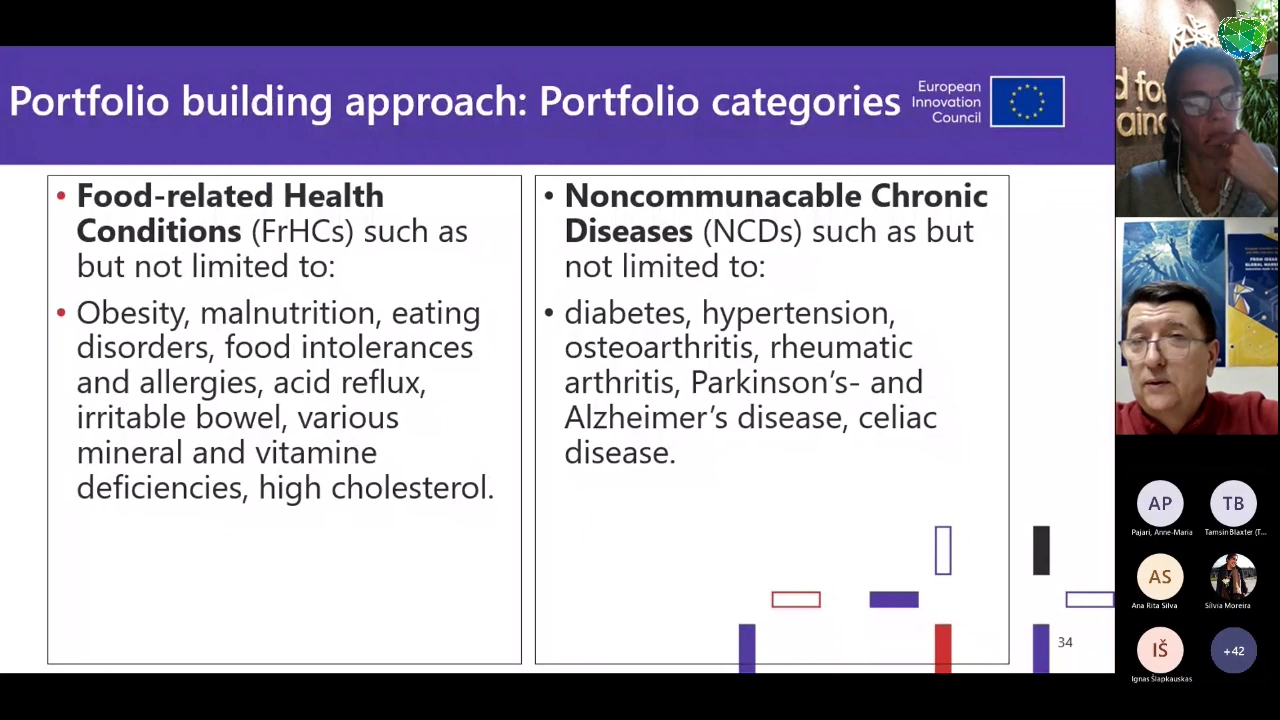 Portfolio building approach: Portfolio categories
European
Innovation
Council
• Food-related Health
Conditions (FrHCs) such as
but not limited to:
• Obesity, malnutrition, eating
disorders, food intolerances
and allergies, acid reflux,
irritable bowel, various
mineral and vitamine
deficiencies, high cholesterol.
• Noncommunacable Chronic
Diseases (NCDs) such as but
not limited to:
• diabetes, hypertension,
osteoarthritis, rheumatic
arthritis, Parkinson’s- and
Alzheimer’s disease, celiac
disease.
34
AP
Pajari, Anne-Maria
TB
Tamsin Blaxter (T...
AS
Ana Rita Silva
Sílvia Moreira
IŠ
Ignas Šlapkauskas
+42